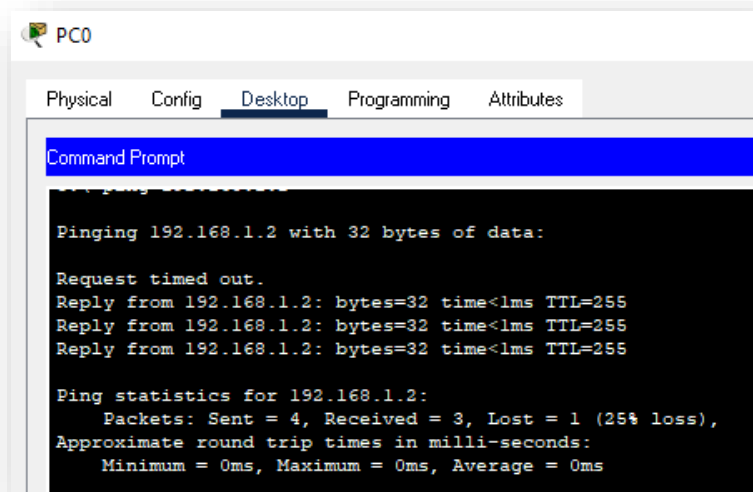 PC0
Physical Config Desktop Programming Attributes
Command Prompt
Pinging 192.168.1.2 with 32 bytes of data:
Request timed out.
Reply from 192.168.1.2: bytes=32 time<1ms TTL=255
Reply from 192.168.1.2: bytes=32 time<1ms TTL=255
Reply from 192.168.1.2: bytes=32 time<1ms TTL=255
Ping statistics for 192.168.1.2:
Packets: Sent = 4, Received = 3, Lost = 1 (25% loss),
Approximate round trip times in milli-seconds:
Minimum = 0ms, Maximum = 0ms, Average = 0ms